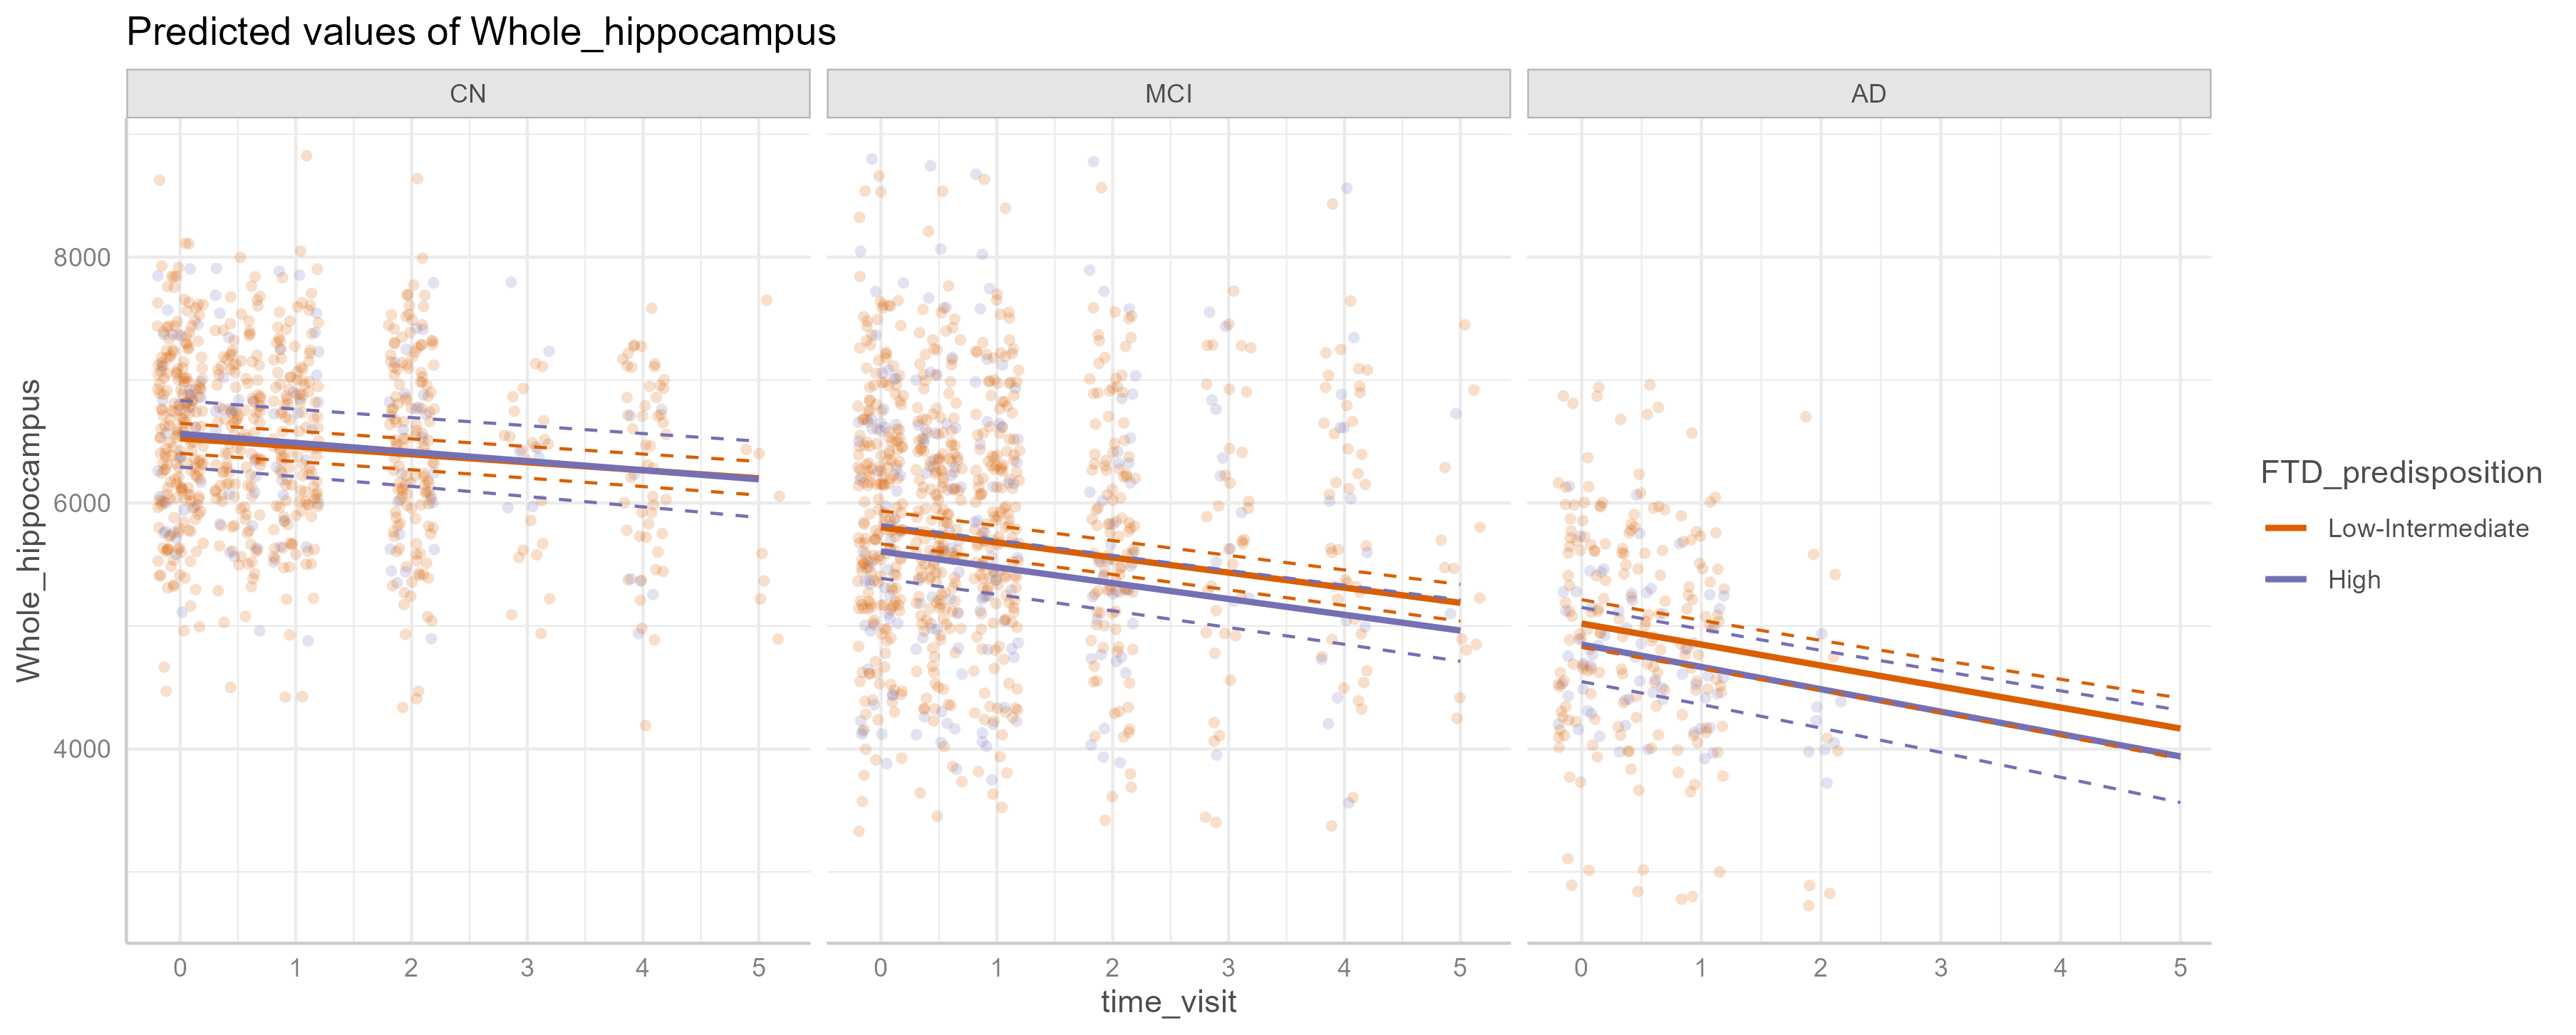 Predicted values of Whole_hippocampus
CN
MCI
AD
Whole_hippocampus
8000
6000
4000
0 1 2 3 4 5
0 1 2 3 4 5
0 1 2 3 4 5
time_visit
FTD_predisposition
Low-Intermediate
High